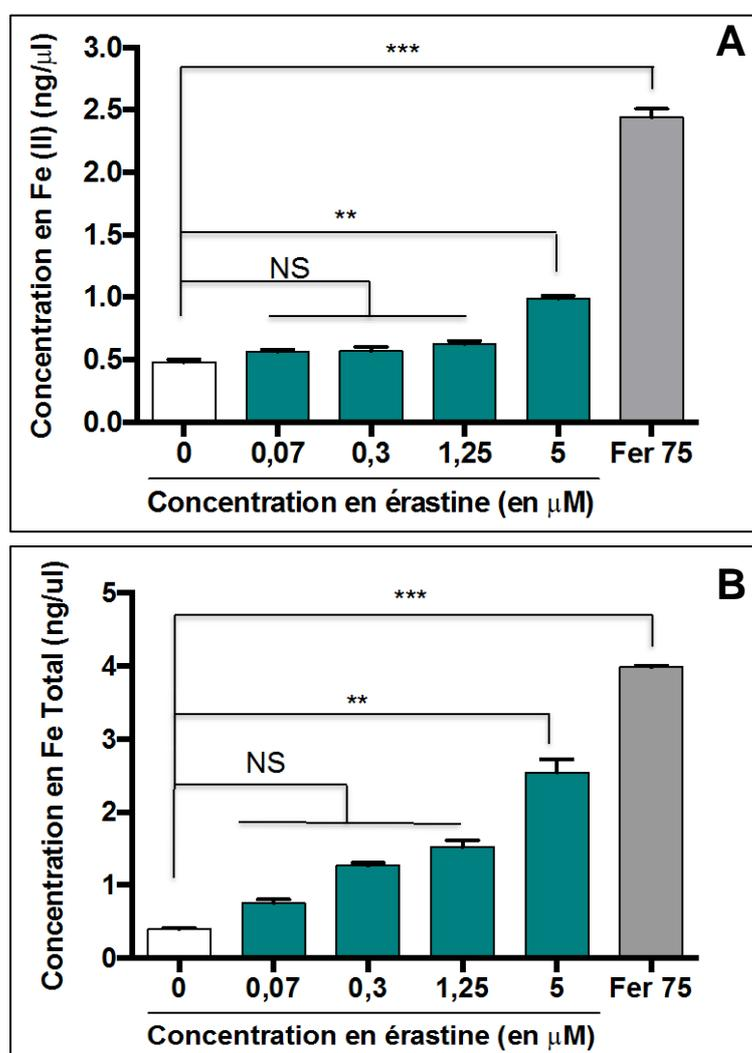 A
Concentration en Fe (II) (ng/µl)
3.0
2.5
2.0
1.5
1.0
0.5
0.0
***
**
NS
0 0,07 0,3 1,25 5 Fer 75
Concentration en érastine (en µM)
B
Concentration en Fe Total (ng/ul)
5
4
3
2
1
0
***
**
NS
0 0,07 0,3 1,25 5 Fer 75
Concentration en érastine (en µM)